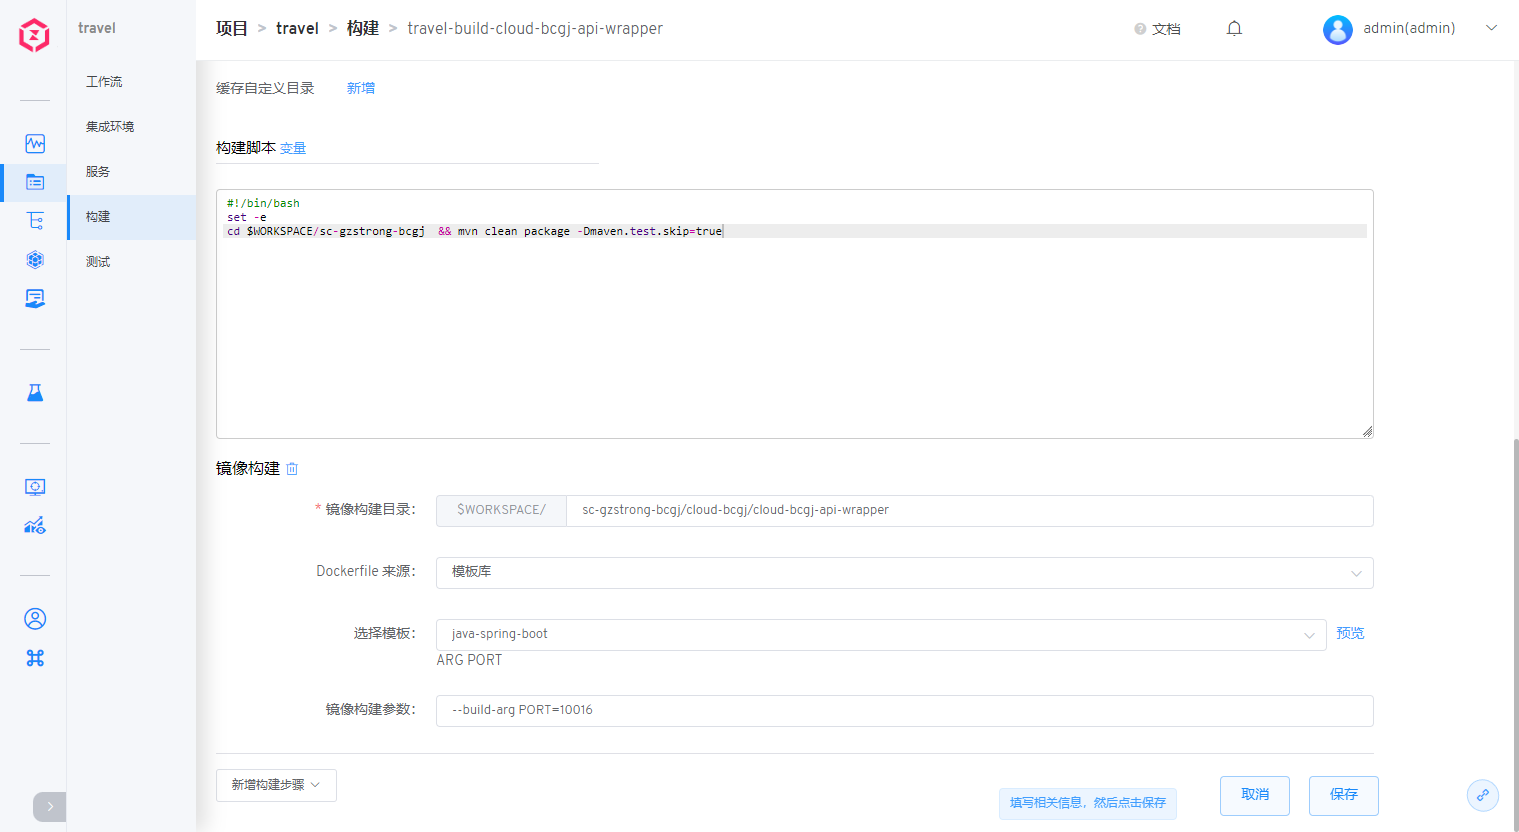 travel
项目 > travel > 构建 > travel-build-cloud-bcgj-api-wrapper
文档
admin(admin)
工作流
集成环境
服务
构建
测试
缓存自定义目录 新增
构建脚本 变量
#!/bin/bash
set -e
cd $WORKSPACE/sc-gzstrong-bcgj  && mvn clean package -Dmaven.test.skip=true
镜像构建
* 镜像构建目录： $WORKSPACE/ sc-gzstrong-bcgj/cloud-bcgj/cloud-bcgj-api-wrapper
Dockerfile 来源： 模板库
选择模板： java-spring-boot 预览
ARG PORT
镜像构建参数： --build-arg PORT=10016
新增构建步骤
填写相关信息，然后点击保存
取消
保存